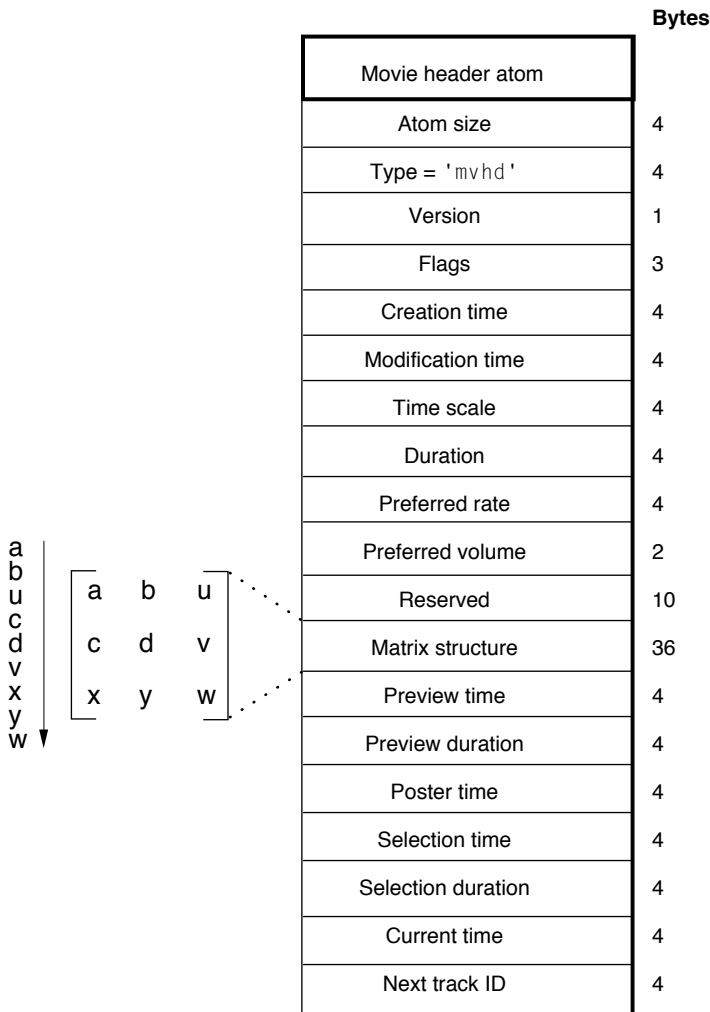 Bytes
Movie header atom
Atom size 4
Type = 'mvhd' 4
Version 1
Flags 3
Creation time 4
Modification time 4
Time scale 4
Duration 4
Preferred rate 4
Preferred volume 2
Reserved 10
Matrix structure 36
Preview time 4
Preview duration 4
Poster time 4
Selection time 4
Selection duration 4
Current time 4
Next track ID 4
a
b
u
c
d
v
x
y
w
a b u
c d v
x y w